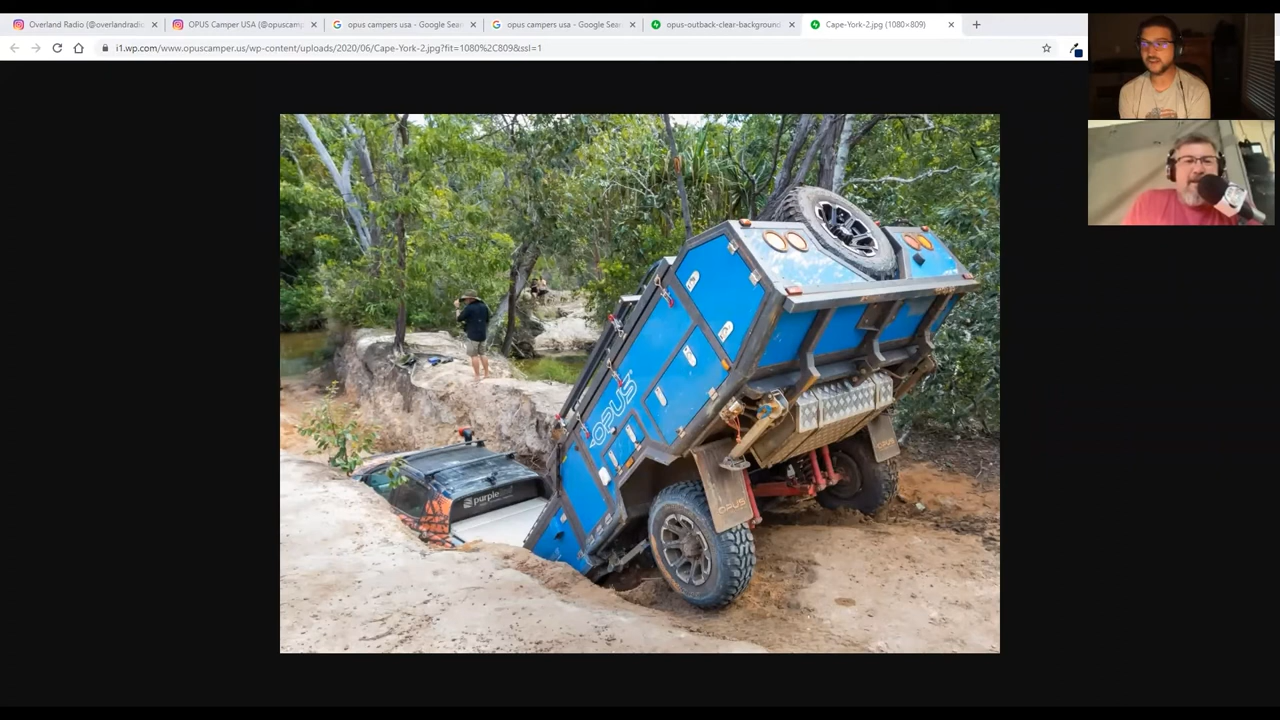 Overland Radio (@overlandradio
OPUS Camper USA (@opuscamp
opus campers usa - Google Sear
opus campers usa - Google Sear
opus-outback-clear-background
Cape-York-2.jpg (1080×809)
i1.wp.com/www.opuscamper.us/wp-content/uploads/2020/06/Cape-York-2.jpg?fit=1080%2C809&ssl=1
OPUS
purple
OPUS
OPUS